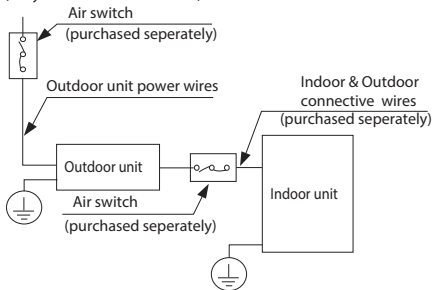 Air switch
(purchased seperately)
Outdoor unit power wires
Indoor & Outdoor
connective wires
(purchased seperately)
Outdoor unit
Indoor unit
Air switch
(purchased seperately)